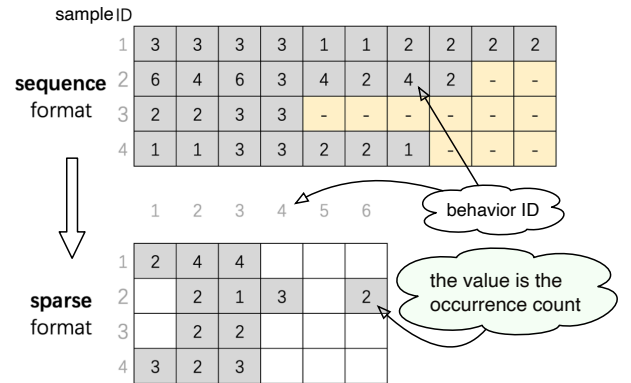 sample ID
1 3 3 3 3 1 1 2 2 2 2
sequence format
2 6 4 6 3 4 2 4 2 - -
3 2 2 3 3 - - - - - -
4 1 1 3 3 2 2 1 - - -
1 2 3 4 5 6
behavior ID
1 2 4 4
sparse format
2 2 1 3 2
3 2 2
4 3 2 3
the value is the
occurrence count